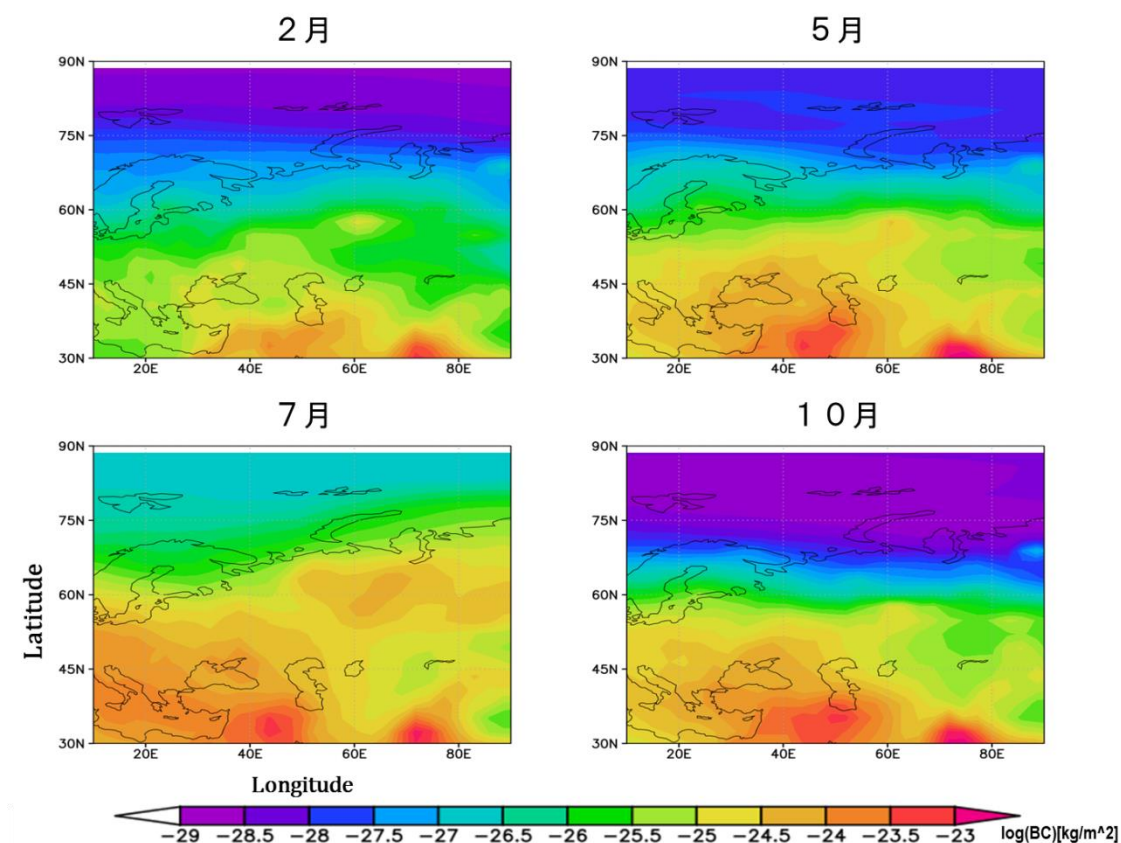 2月
5月
90N
75N
60N
45N
30N
20E 40E 60E 80E
90N
75N
60N
45N
30N
20E 40E 60E 80E
7月
10月
Latitude
90N
75N
60N
45N
30N
20E 40E 60E 80E
90N
75N
60N
45N
30N
20E 40E 60E 80E
Longitude
-29 -28.5 -28 -27.5 -27 -26.5 -26 -25.5 -25 -24.5 -24 -23.5 -23 log(BC)[kg/m^2]